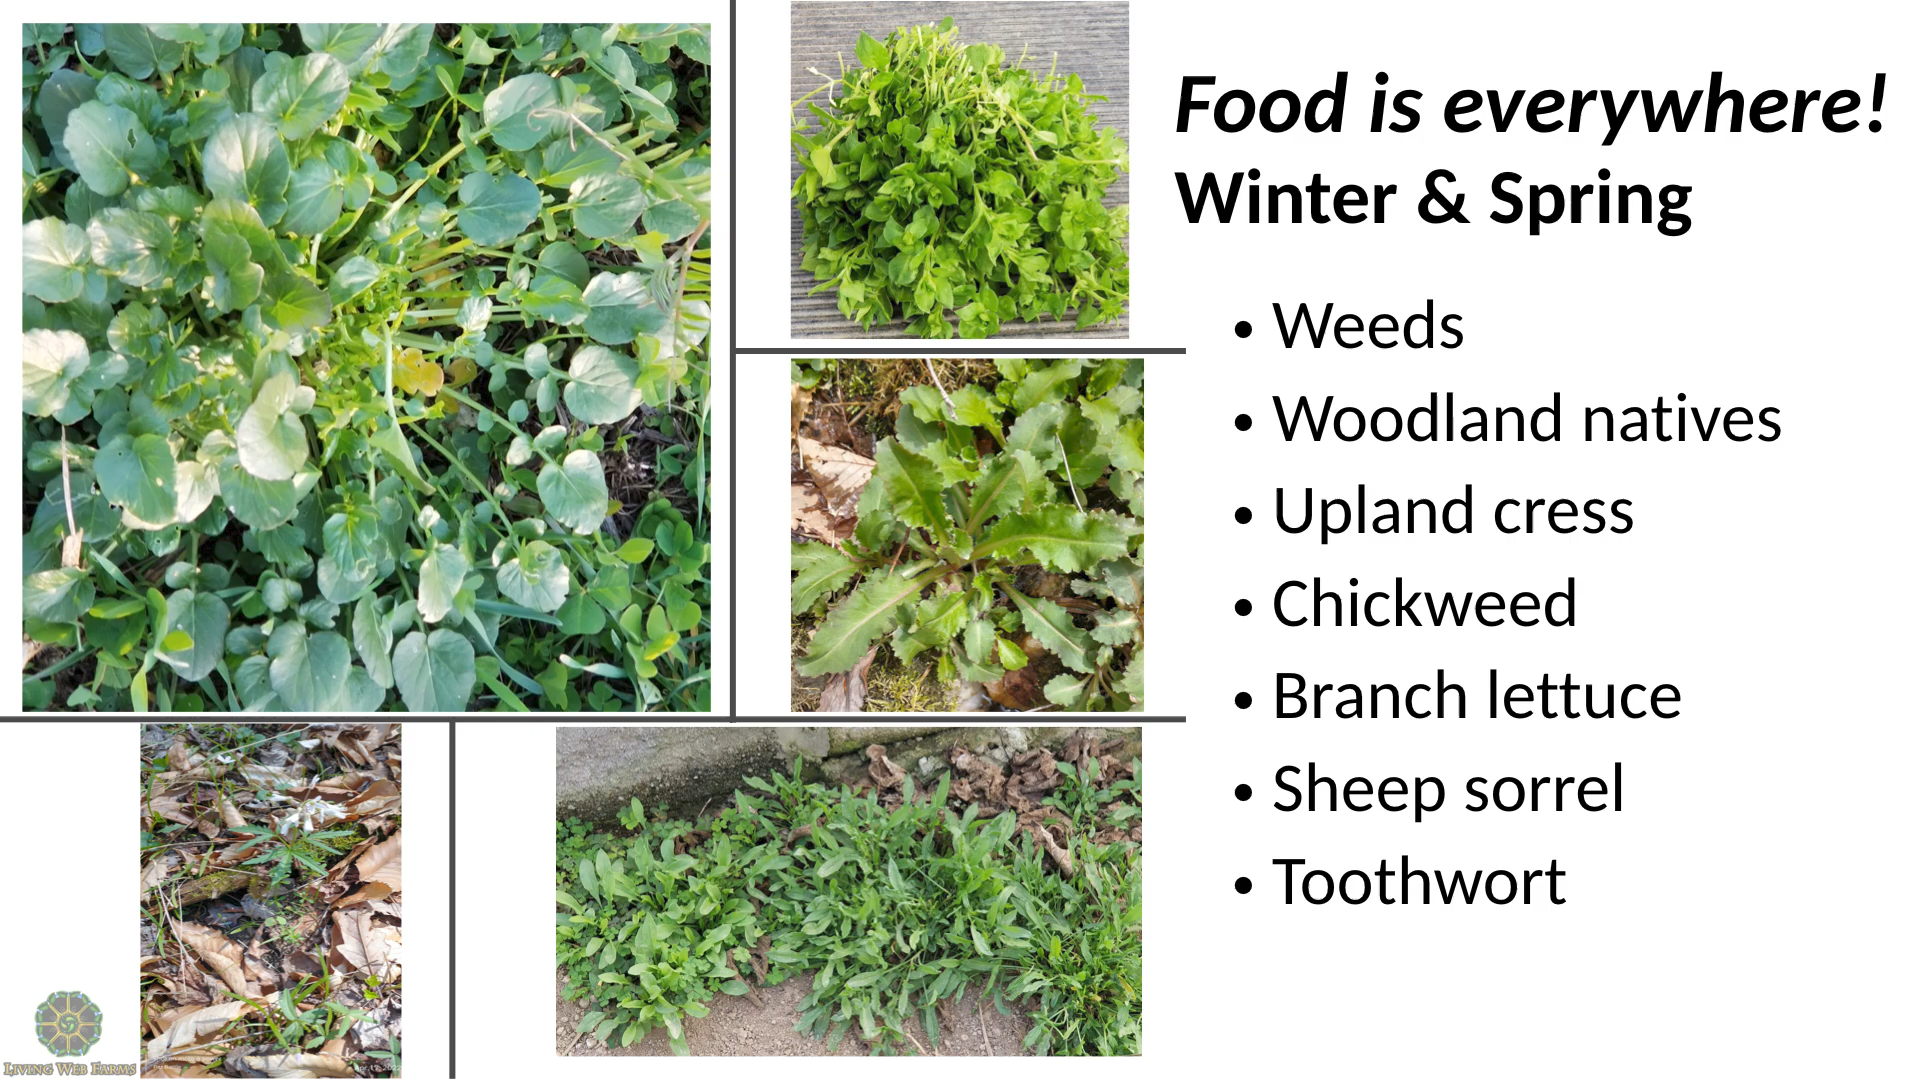 Food is everywhere!
Winter & Spring
• Weeds
• Woodland natives
• Upland cress
• Chickweed
• Branch lettuce
• Sheep sorrel
• Toothwort
LIVING WEB FARMS